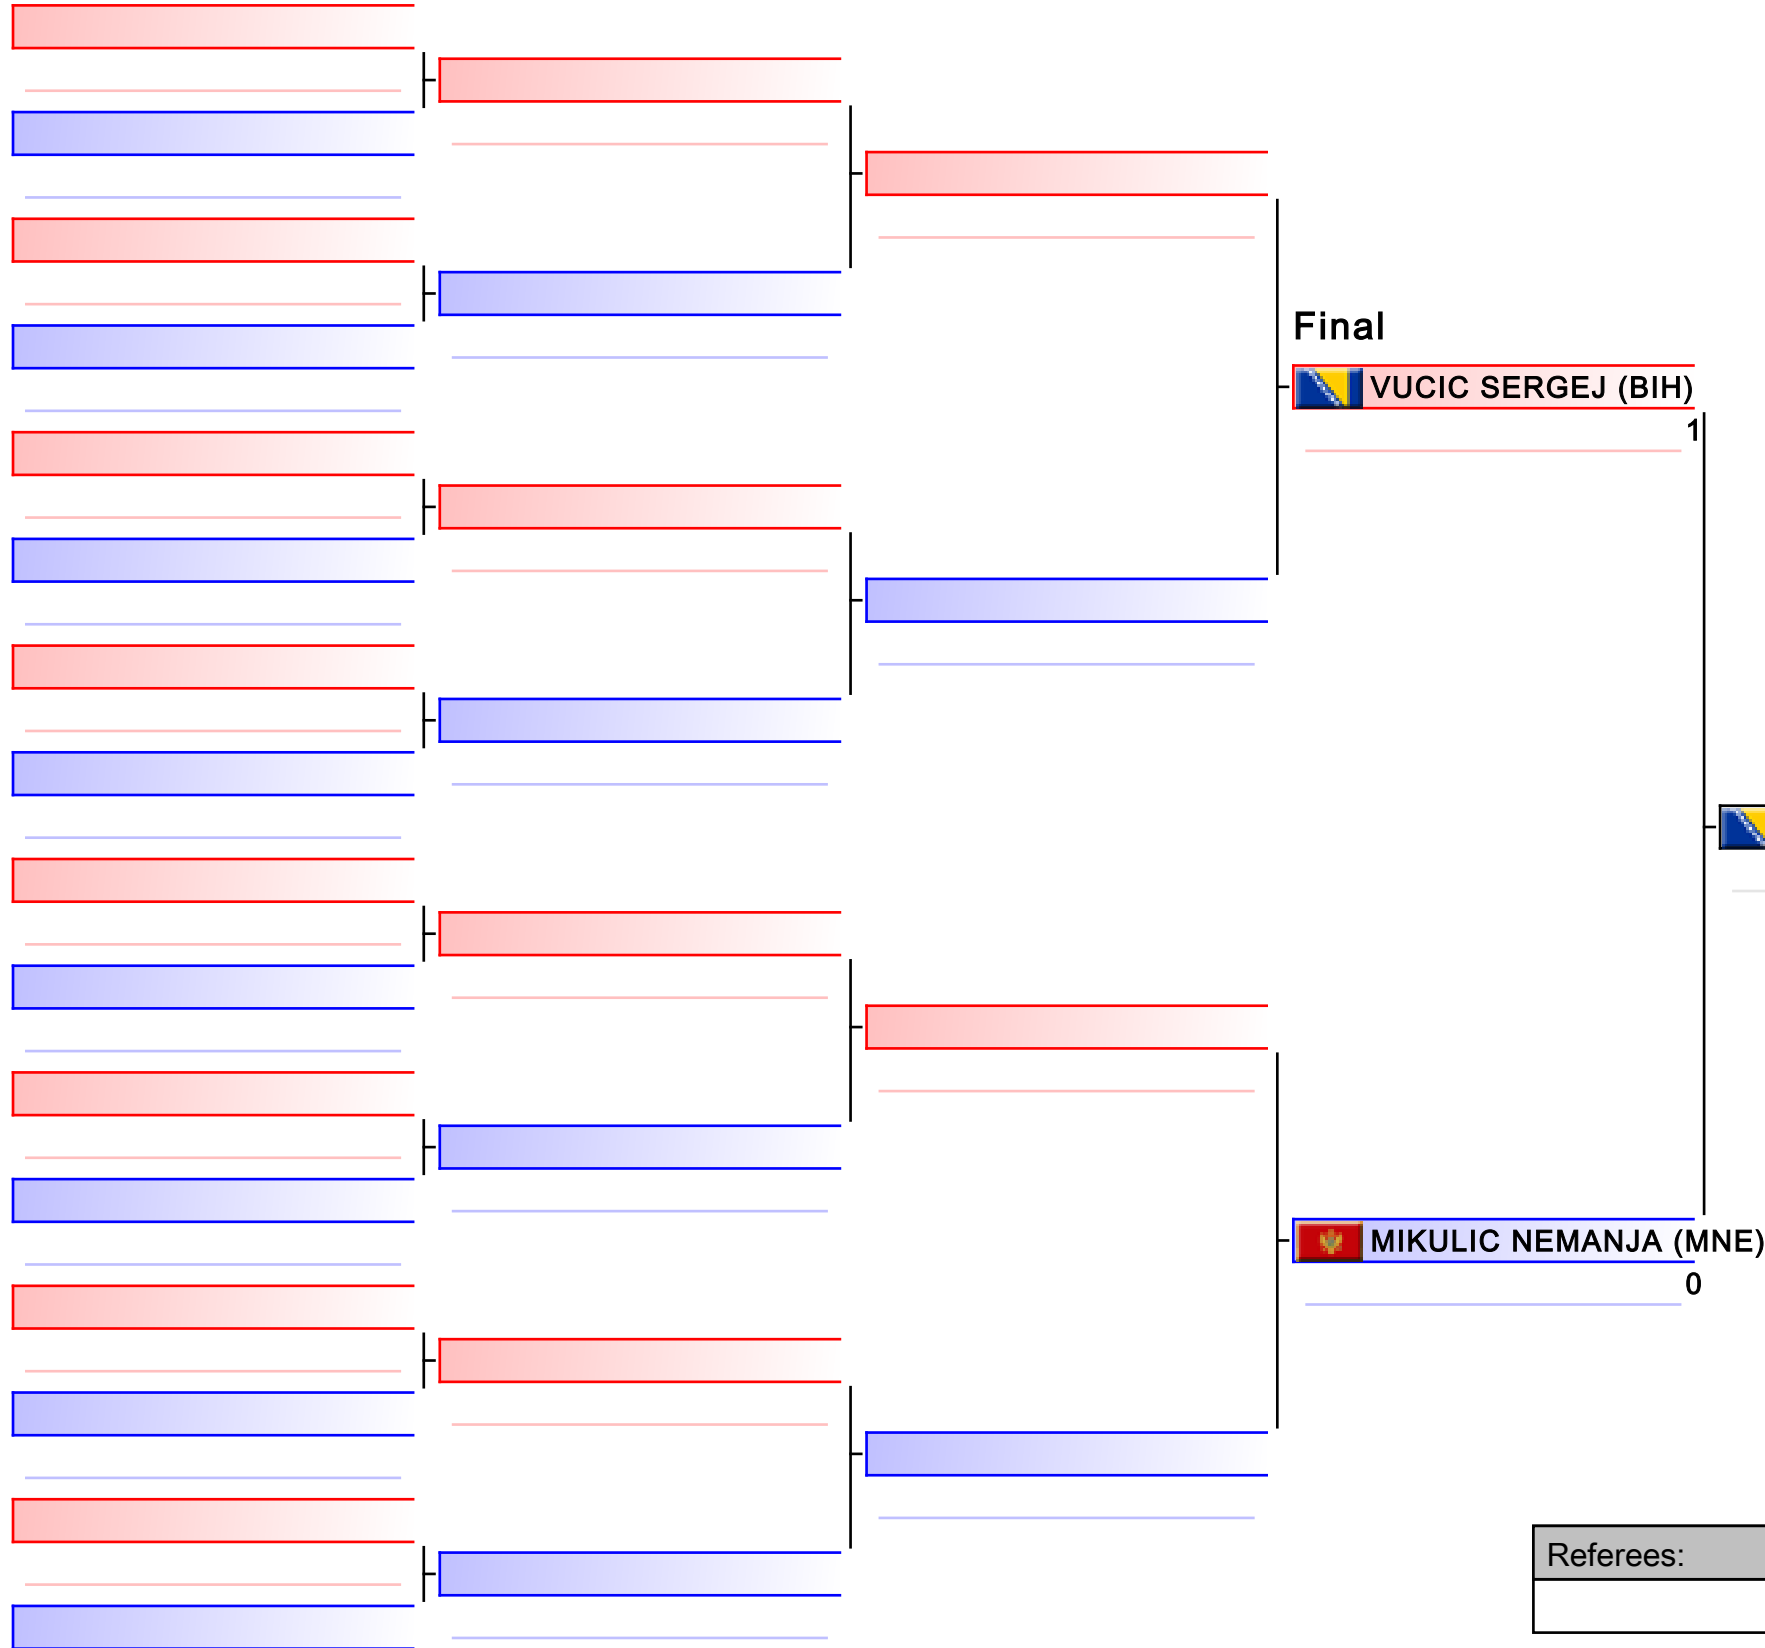 Final
VUCIC SERGEJ (BIH)
1
MIKULIC NEMANJA (MNE)
0
Referees: